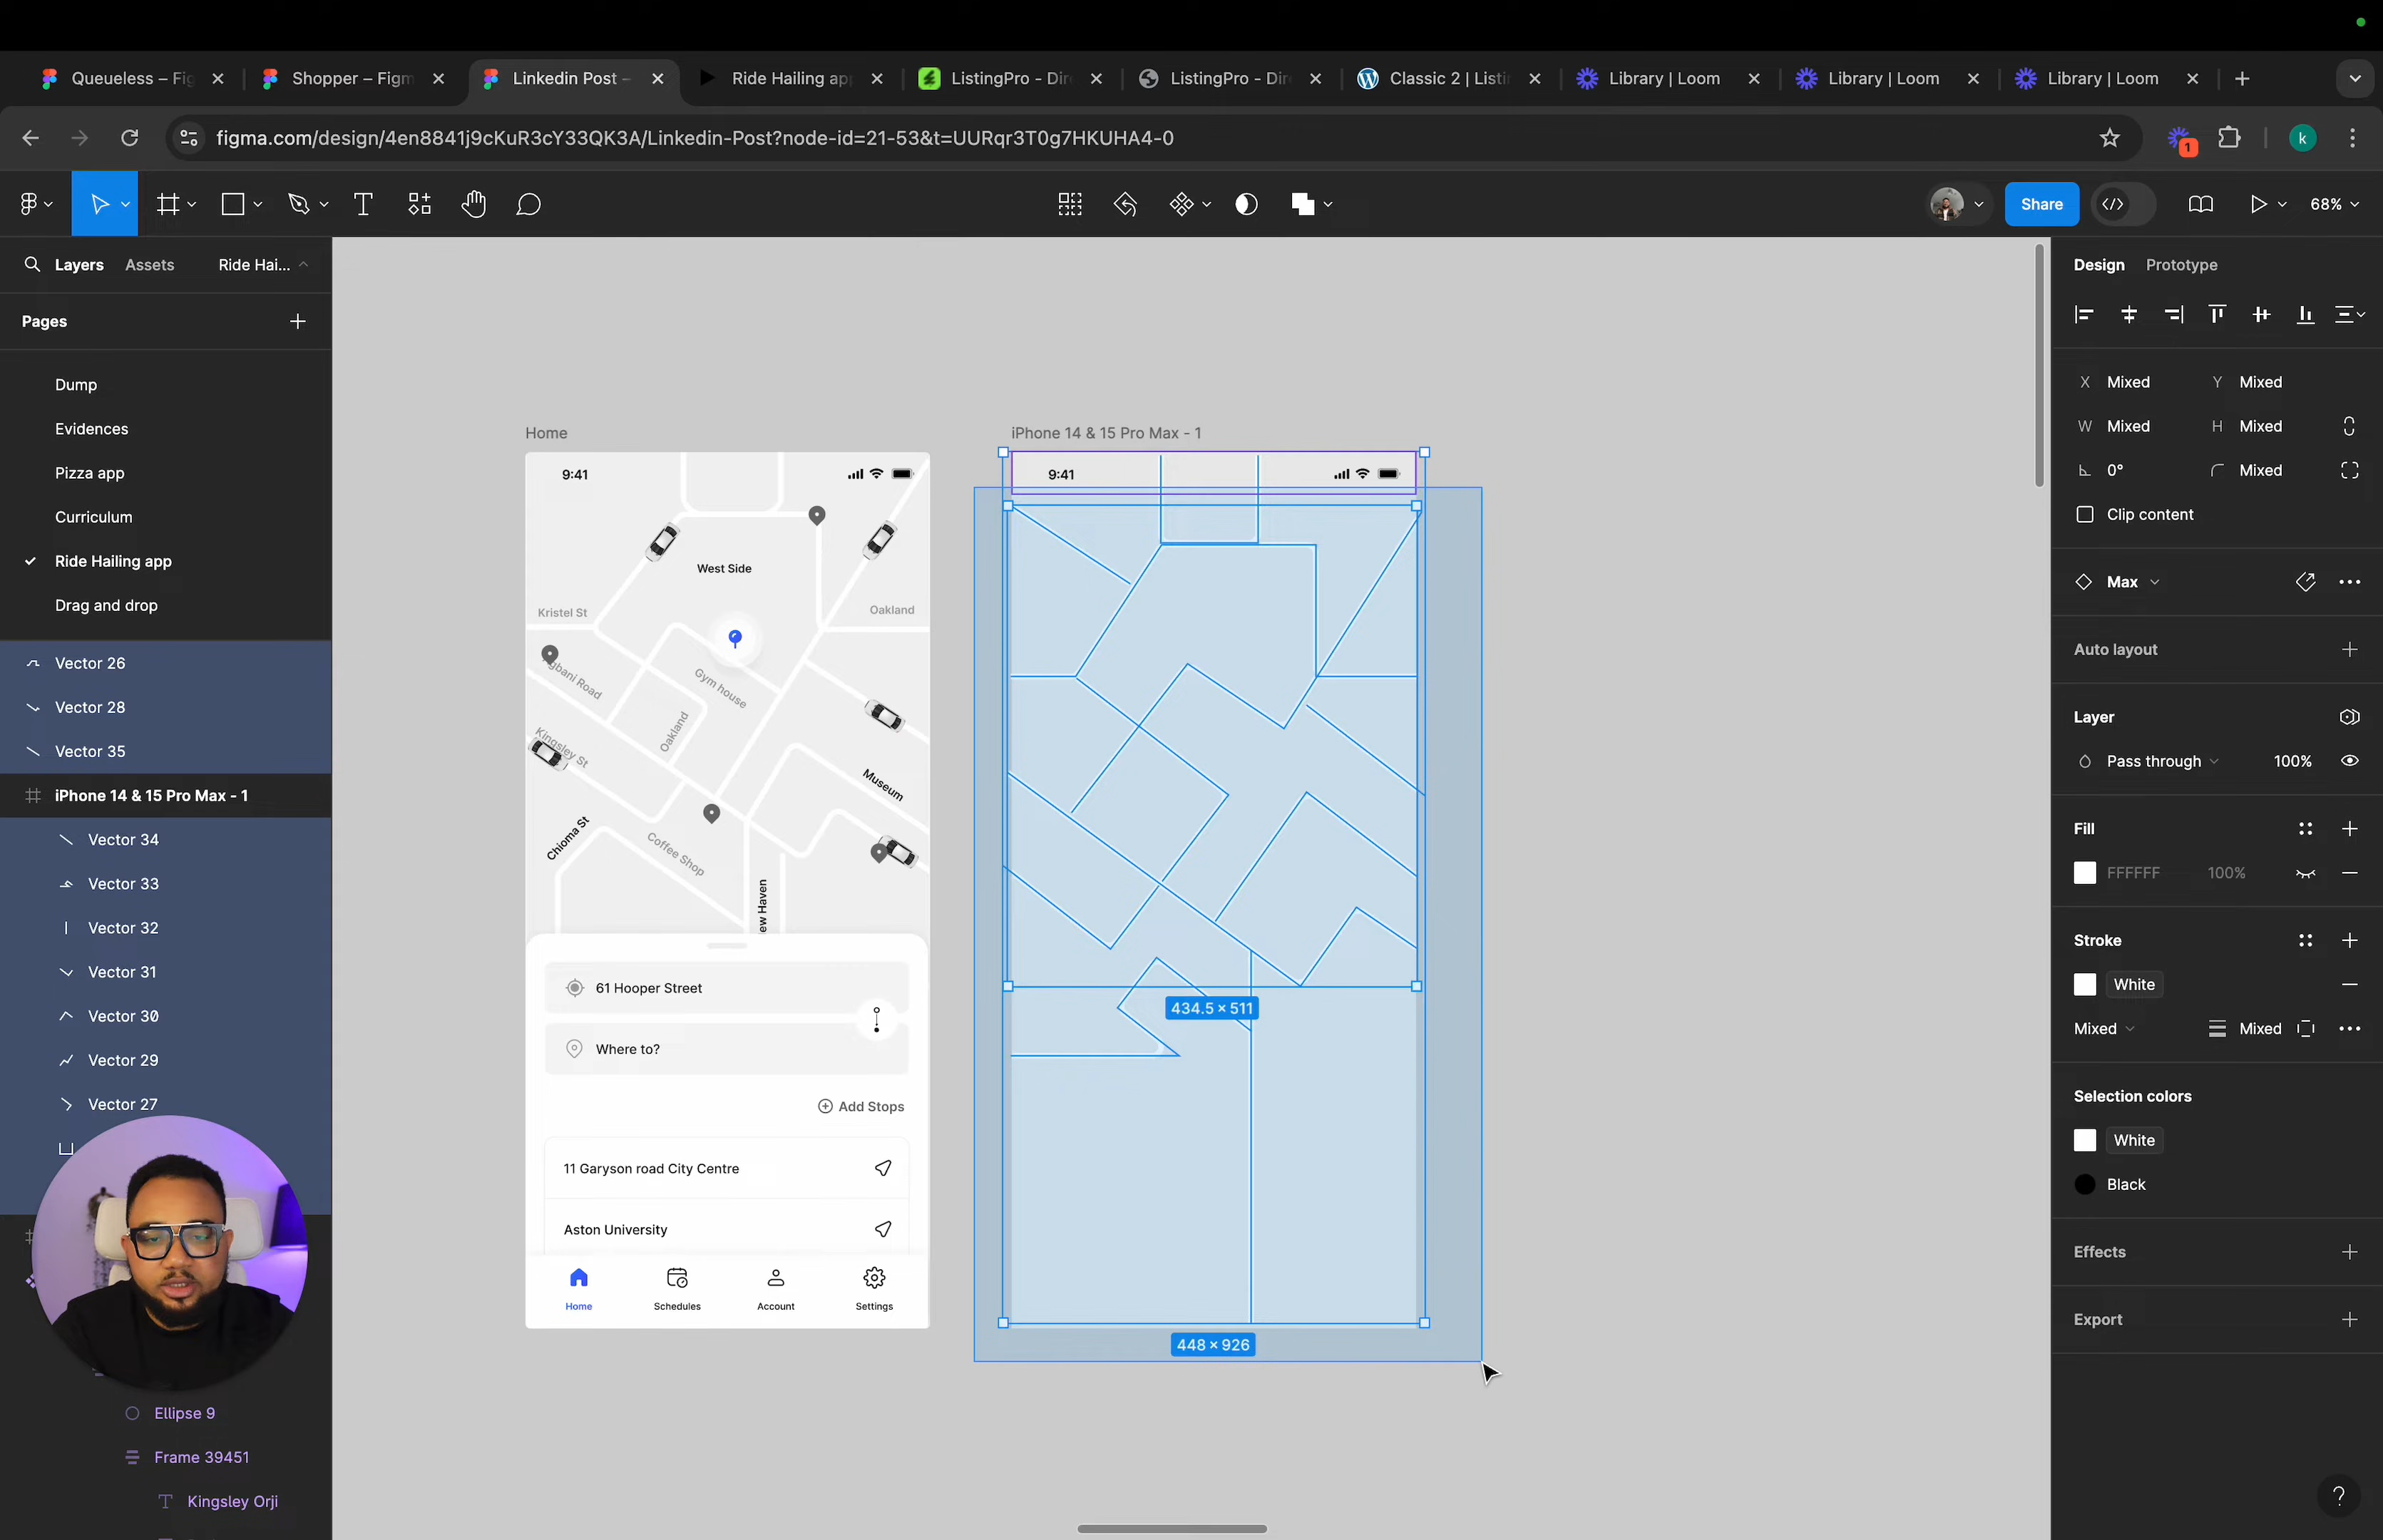 Queueless – Fig
Shopper – Figm
Linkedin Post –
Ride Hailing ap
ListingPro - Dir
ListingPro - Dir
Classic 2 | Listi
Library | Loom
Library | Loom
Library | Loom
figma.com/design/4en8841j9cKuR3cY33QK3A/Linkedin-Post?node-id=21-53&t=UURqr3T0g7HKUHA4-0
1
k
Share
68%
Layers
Assets
Ride Hai...
Pages
Dump
Evidences
Pizza app
Curriculum
Ride Hailing app
Drag and drop
Vector 26
Vector 28
Vector 35
iPhone 14 & 15 Pro Max - 1
Vector 34
Vector 33
Vector 32
Vector 31
Vector 30
Vector 29
Vector 27
Ellipse 9
Frame 39451
Kingsley Orji
Home
9:41
West Side
Kristel St
Oakland
Gym house
Oakland
Kingsley St
Museum
Chioma St
Coffee Shop
61 Hooper Street
Where to?
Add Stops
11 Garyson road City Centre
Aston University
Home
Schedules
Account
Settings
iPhone 14 & 15 Pro Max - 1
9:41
434.5 × 511
448 × 926
Design
Prototype
X Mixed
Y Mixed
W Mixed
H Mixed
0°
Mixed
Clip content
Max
Auto layout
Layer
Pass through
100%
Fill
FFFFFF
100%
Stroke
White
Mixed
Mixed
Selection colors
White
Black
Effects
Export
?